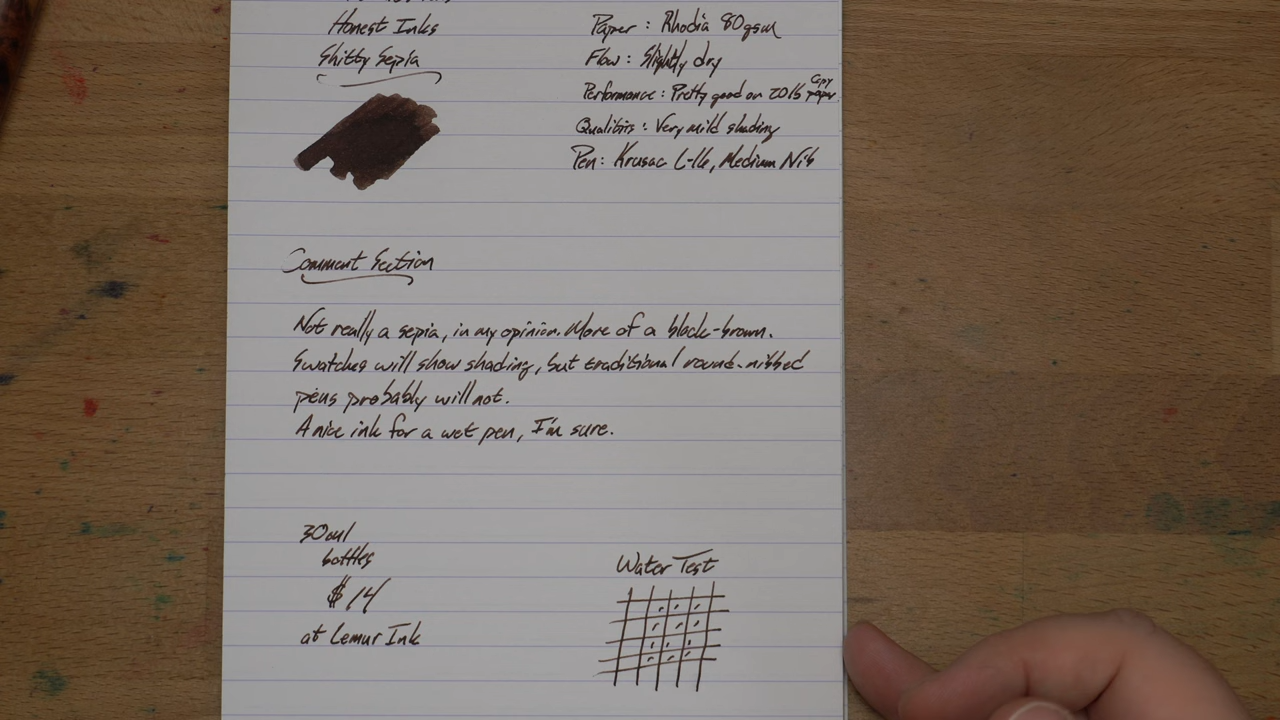 Honest Inks
Shitty Sepia
Paper : Rhodia 80gsm
Flow : Slightly dry
Performance : Pretty good on 20lb copy paper
Qualities : Very mild shading
Pen : Krusac L-16, Medium Nib
Comment Section
Not really a sepia, in my opinion. More of a black-brown.
Swatches will show shading, but traditional round-nibbed
pens probably will not.
A nice ink for a wet pen, I'm sure.
30ml
bottles
$14
at Lemur Ink
Water Test